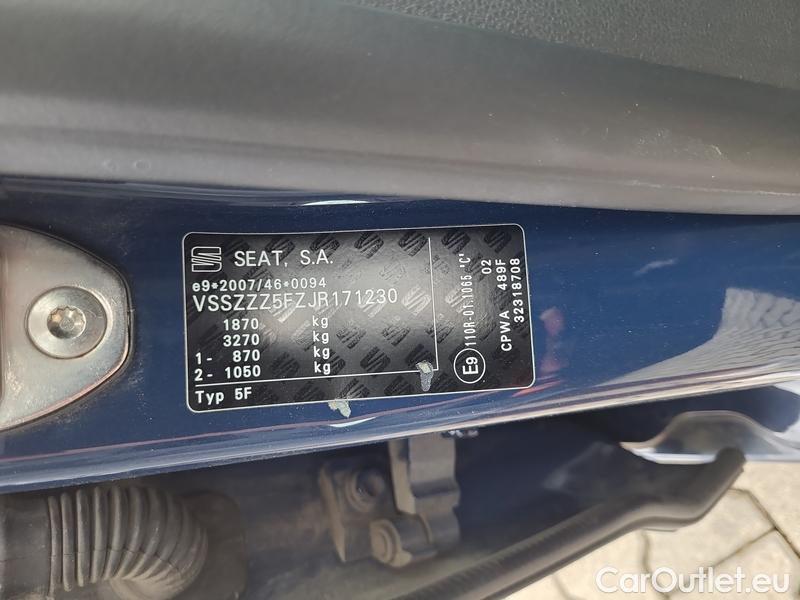 SEAT, S.A.
e9*2007/46*0094
VSSZZZ5FZJR171230
1870 kg
3270 kg
1- 870 kg
2- 1050 kg
Typ 5F
E9 110R-01.1065-'C'
02
CPWA 489F
32318708
CarOutlet.eu